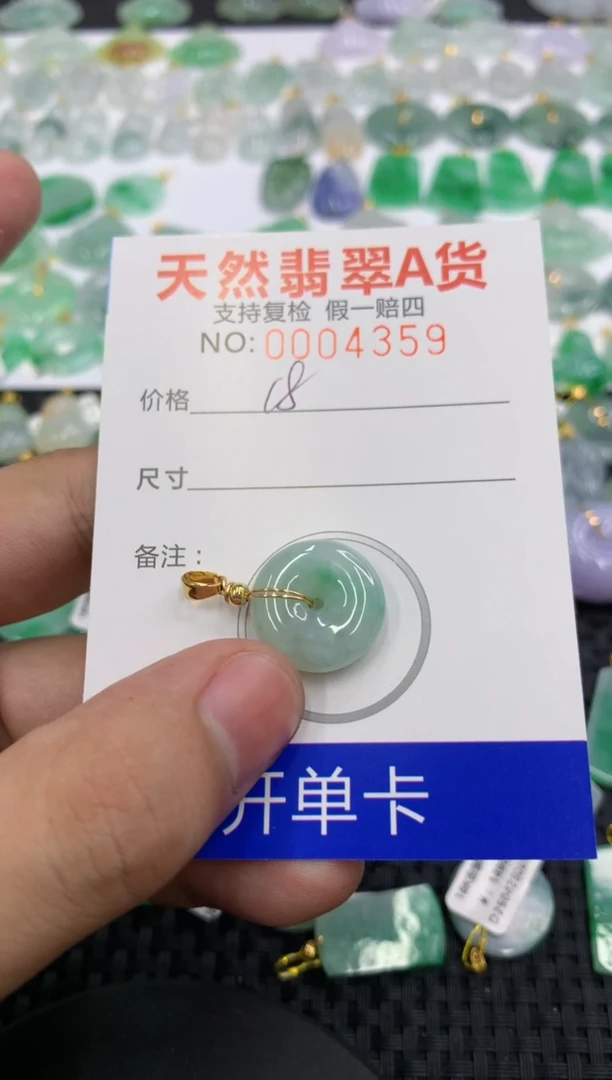 天然翡翠A货
支持复检 假一赔四
NO: 0004359
价格 18
尺寸
备注：
开单卡